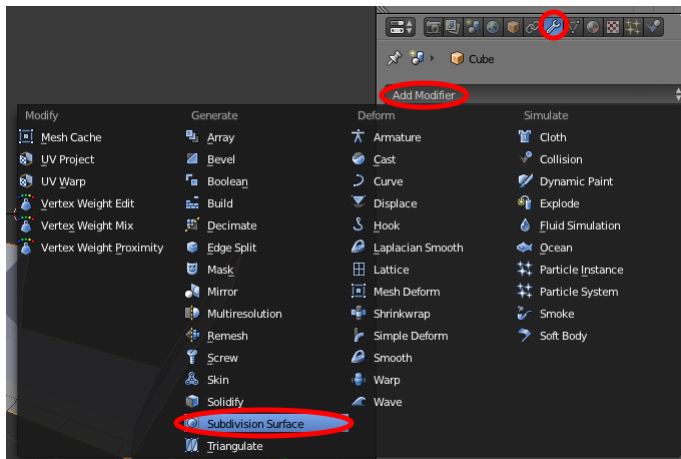 Cube
Add Modifier
Modify
Mesh Cache
UV Project
UV Warp
Vertex Weight Edit
Vertex Weight Mix
Vertex Weight Proximity
Generate
Array
Bevel
Boolean
Build
Decimate
Edge Split
Mask
Mirror
Multiresolution
Remesh
Screw
Skin
Solidify
Subdivision Surface
Triangulate
Deform
Armature
Cast
Curve
Displace
Hook
Laplacian Smooth
Lattice
Mesh Deform
Shrinkwrap
Simple Deform
Smooth
Warp
Wave
Simulate
Cloth
Collision
Dynamic Paint
Explode
Fluid Simulation
Ocean
Particle Instance
Particle System
Smoke
Soft Body